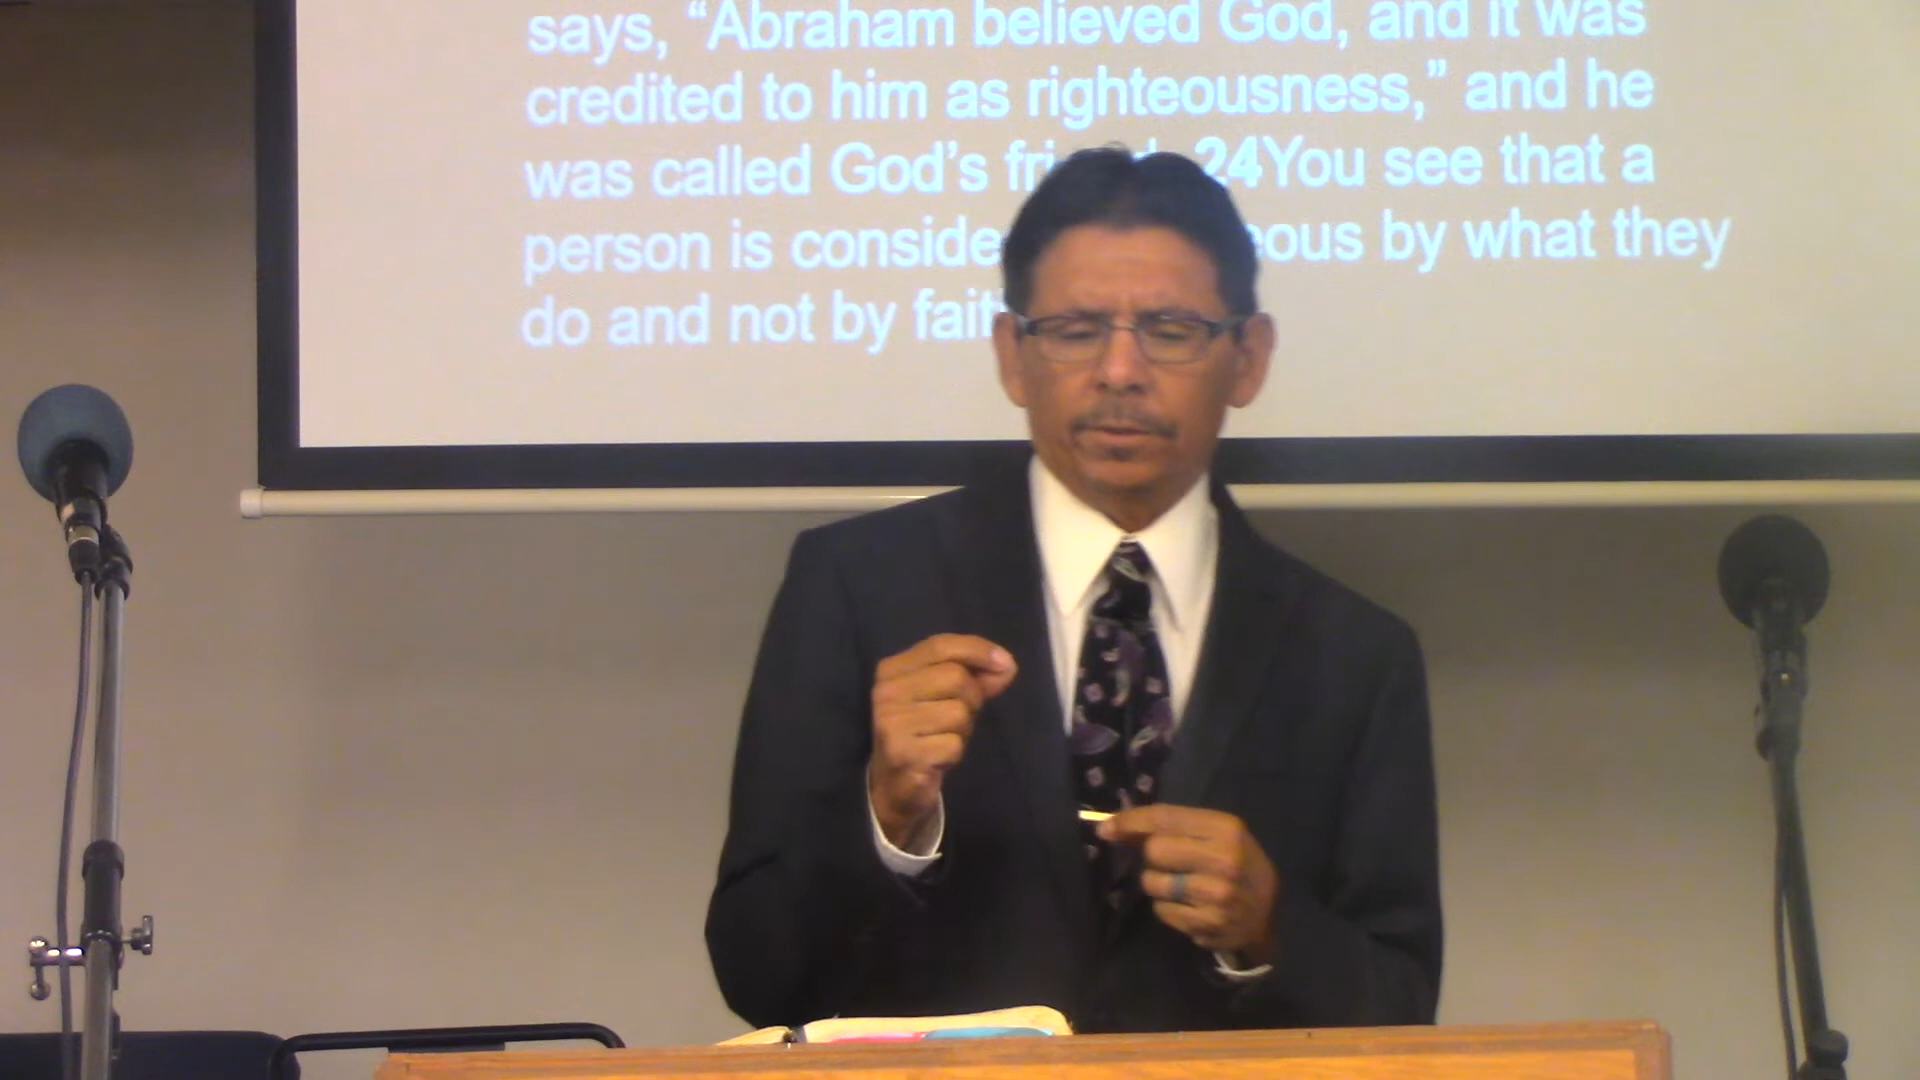 says, “Abraham believed God, and it was
credited to him as righteousness,” and he
was called God’s 24You see that a
person is by what they
do and not by